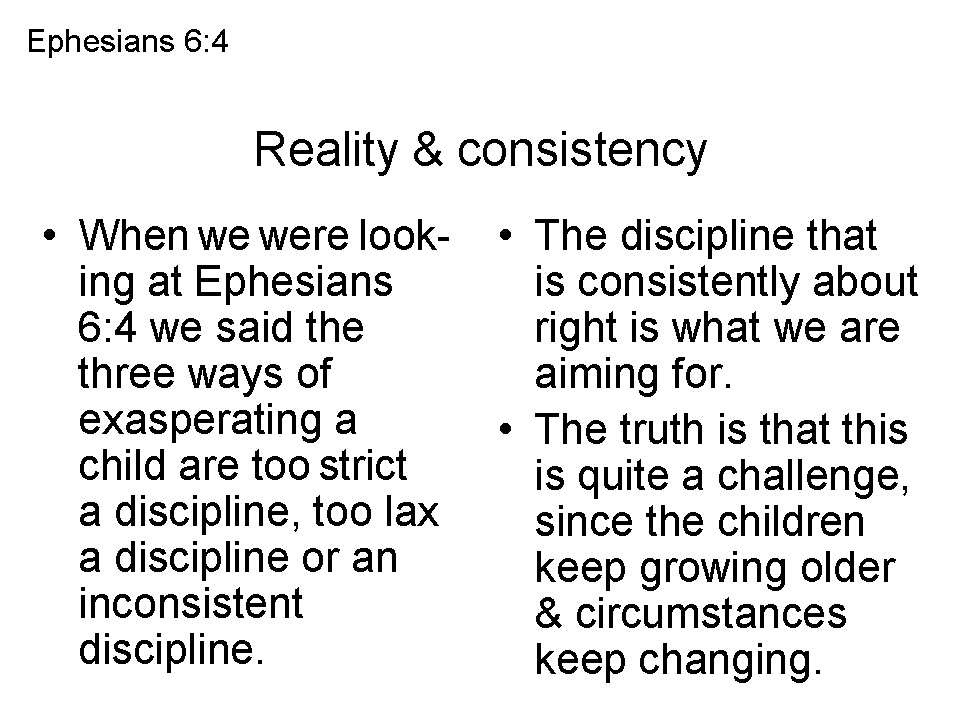 Ephesians 6:4
Reality & consistency
• When we were look-
ing at Ephesians
6:4 we said the
three ways of
exasperating a
child are too strict
a discipline, too lax
a discipline or an
inconsistent
discipline.
• The discipline that
is consistently about
right is what we are
aiming for.
• The truth is that this
is quite a challenge,
since the children
keep growing older
& circumstances
keep changing.